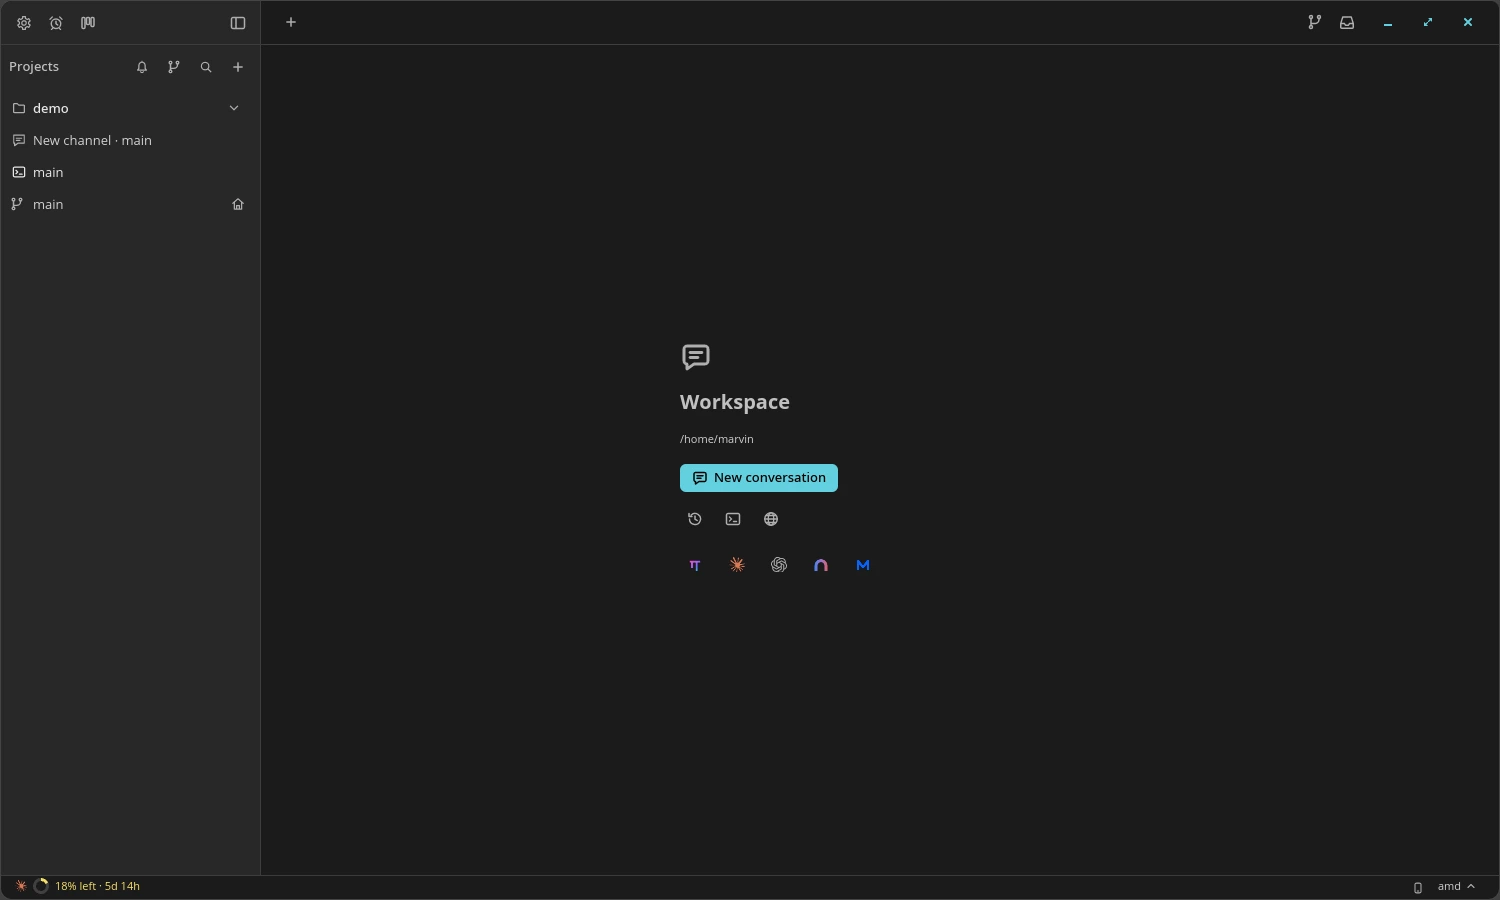 Projects
demo
New channel · main
main
main
Workspace
/home/marvin
New conversation
18% left · 5d 14h
amd